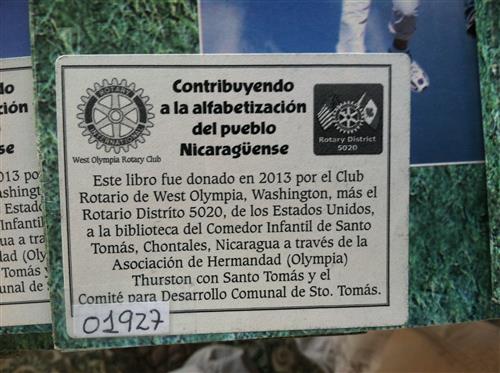 ROTARY
INTERNATIONAL
West Olympia Rotary Club
Contribuyendo
a la alfabetización
del pueblo
Nicaragüense
Rotary District
5020
Este libro fue donado en 2013 por el Club
Rotario de West Olympia, Washington, más el
Rotario Distrito 5020, de los Estados Unidos,
a la biblioteca del Comedor Infantil de Santo
Tomás, Chontales, Nicaragua a través de la
Asociación de Hermandad (Olympia)
Thurston con Santo Tomás y el
Comité para Desarrollo Comunal de Sto. Tomás.
01927